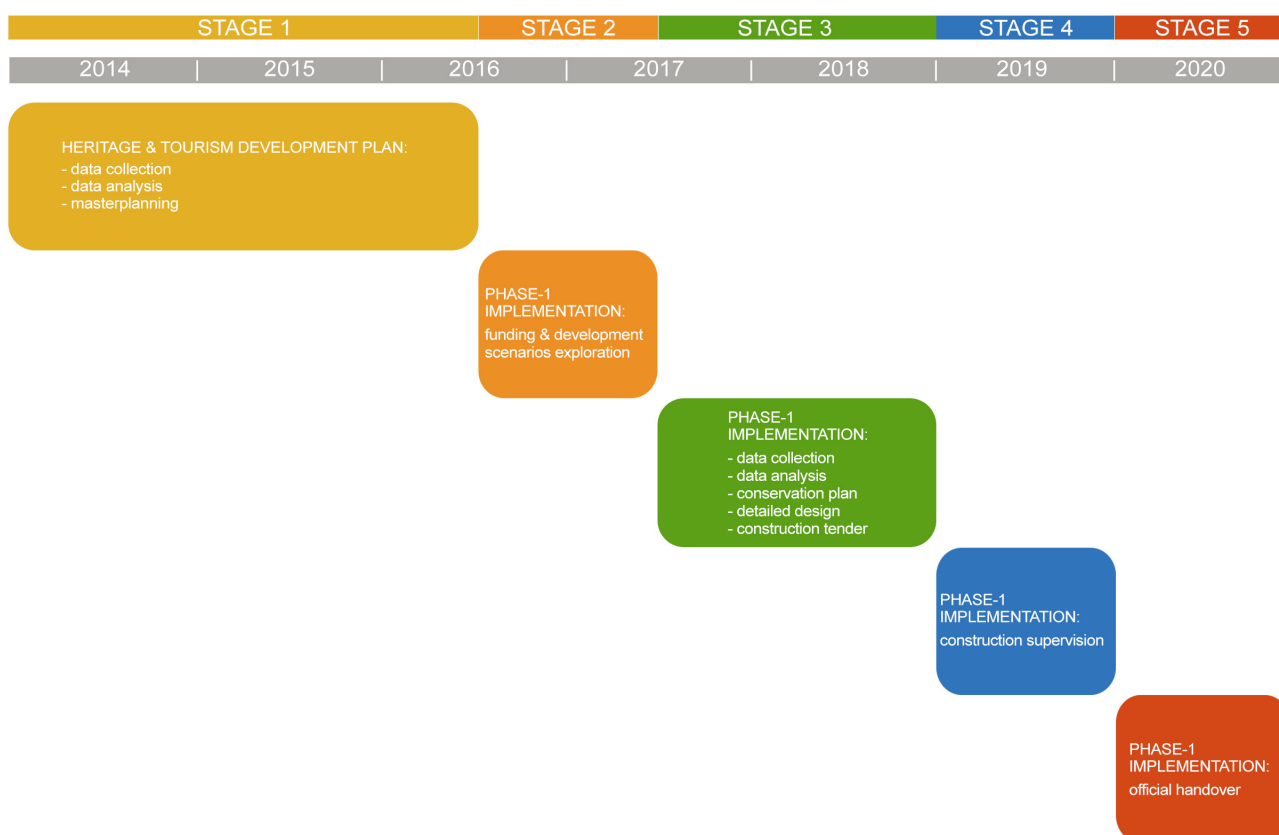 STAGE 1 STAGE 2 STAGE 3 STAGE 4 STAGE 5
2014 | 2015 | 2016 | 2017 | 2018 | 2019 | 2020
HERITAGE & TOURISM DEVELOPMENT PLAN:
- data collection
- data analysis
- masterplanning
PHASE-1
IMPLEMENTATION:
funding & development
scenarios exploration
PHASE-1
IMPLEMENTATION:
- data collection
- data analysis
- conservation plan
- detailed design
- construction tender
PHASE-1
IMPLEMENTATION:
construction supervision
PHASE-1
IMPLEMENTATION:
official handover